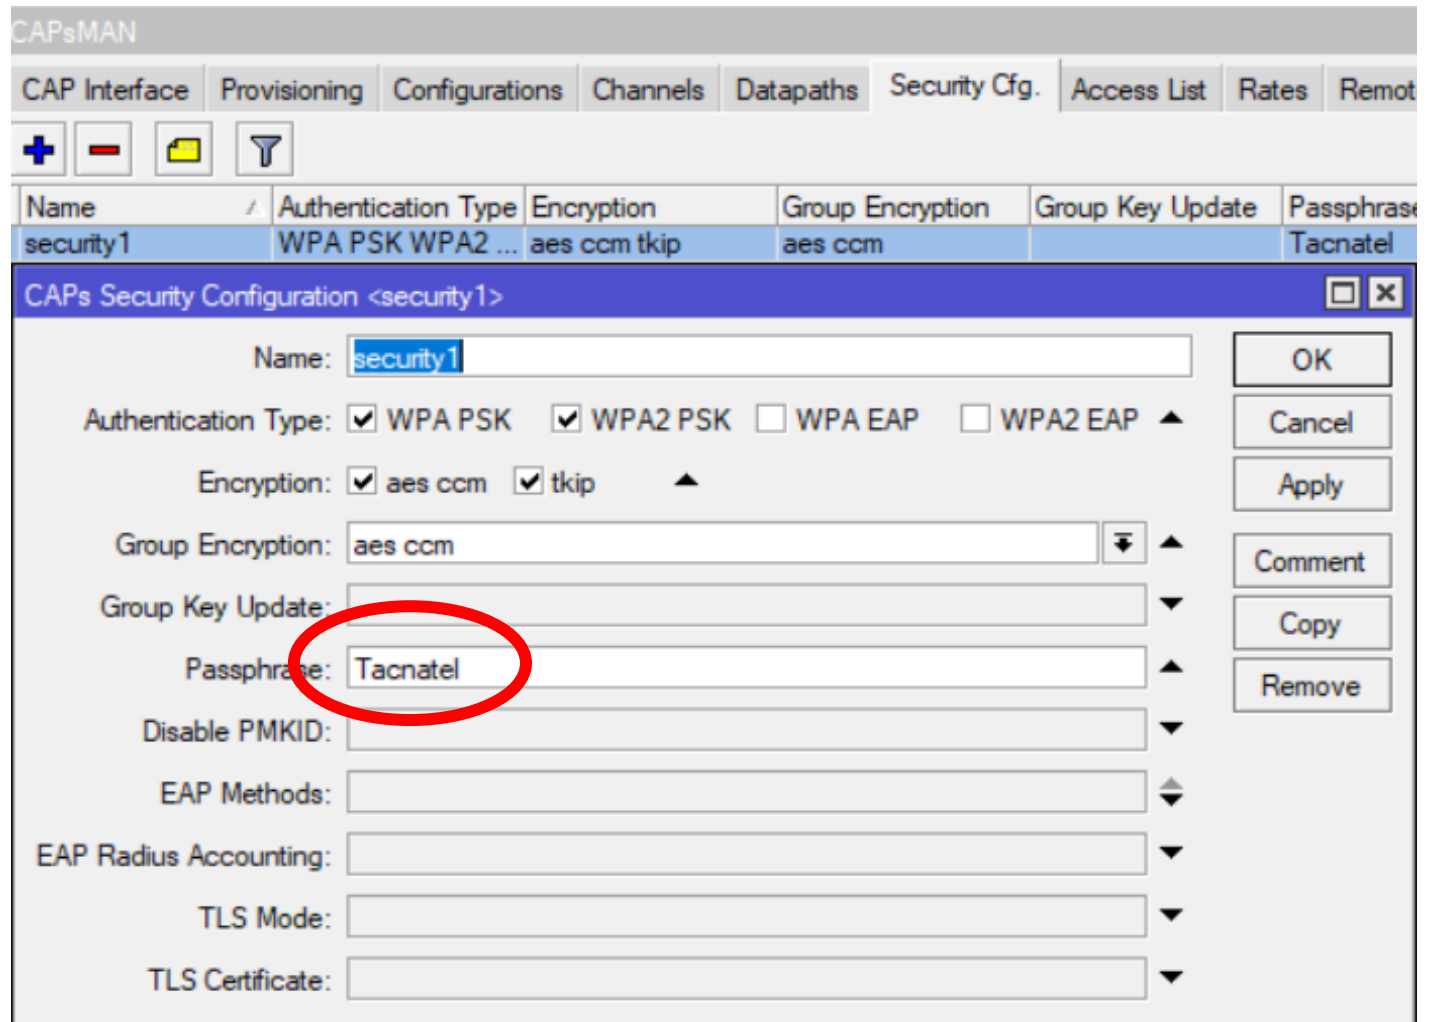 CAPsMAN
CAP Interface Provisioning Configurations Channels Datapaths Security Cfg. Access List Rates Remot
Name Authentication Type Encryption Group Encryption Group Key Update Passphrase
security1 WPA PSK WPA2 ... aes ccm tkip aes ccm Tacnatel
CAPs Security Configuration <security1>
Name: security1 OK
Authentication Type: WPA PSK WPA2 PSK WPA EAP WPA2 EAP Cancel
Encryption: aes ccm tkip Apply
Group Encryption: aes ccm Comment
Group Key Update: Copy
Passphrase: Tacnatel Remove
Disable PMKID:
EAP Methods:
EAP Radius Accounting:
TLS Mode:
TLS Certificate: